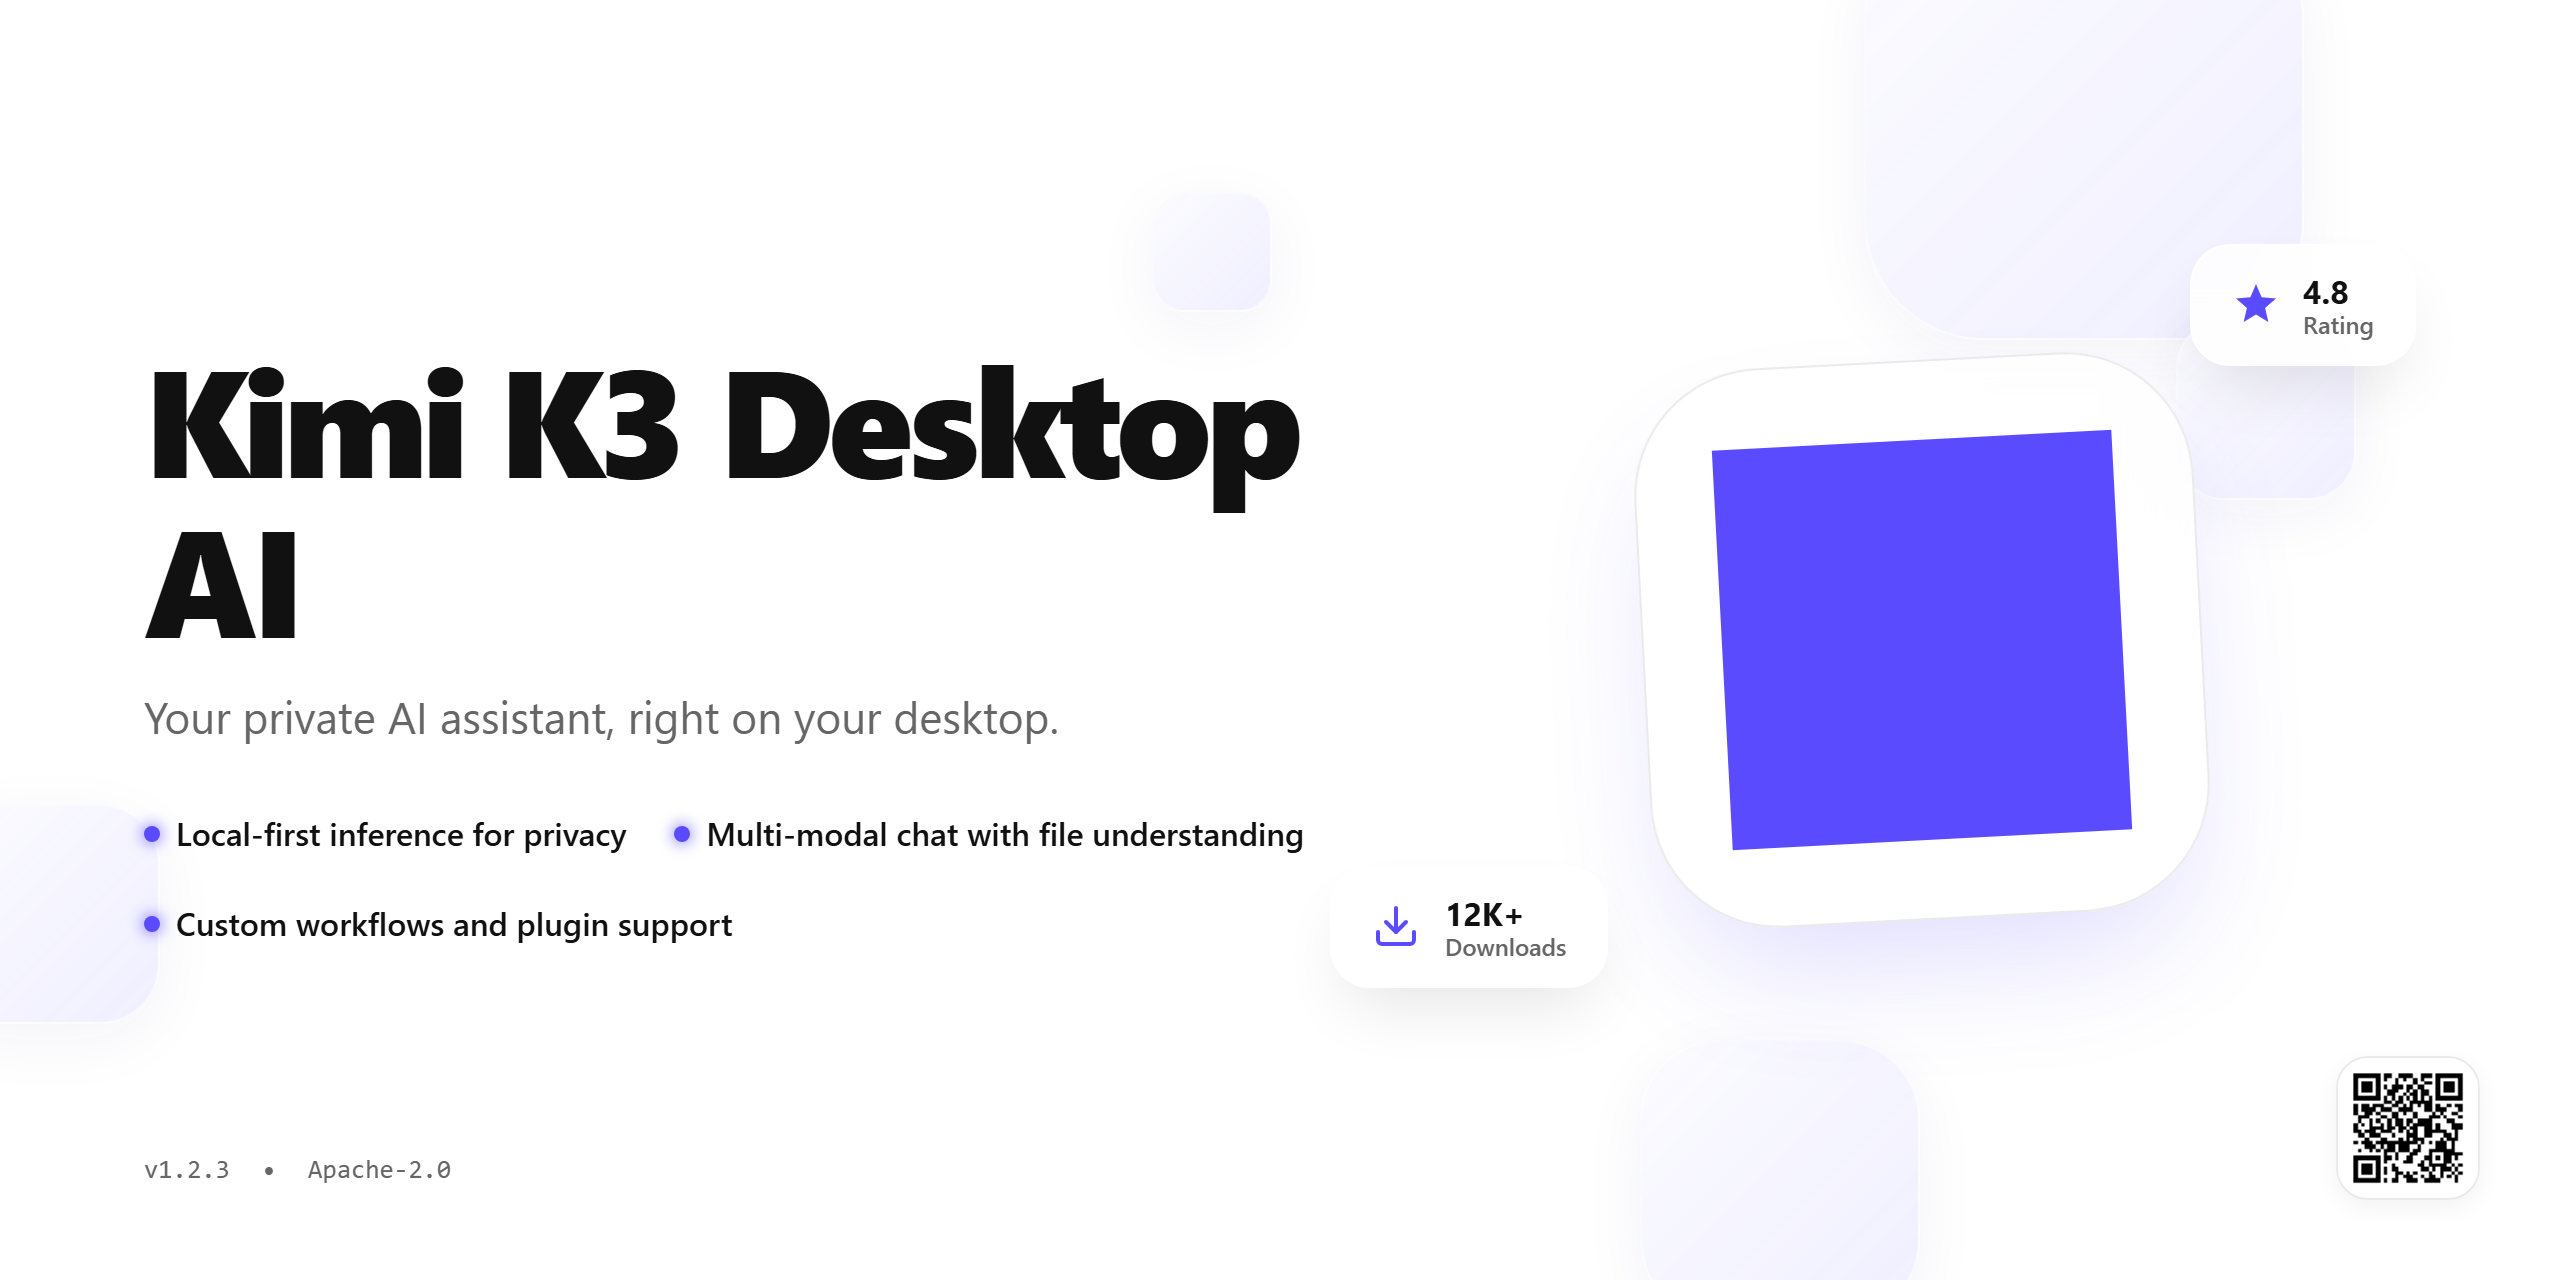 Kimi K3 Desktop
AI
Your private AI assistant, right on your desktop.
Local-first inference for privacy
Multi-modal chat with file understanding
Custom workflows and plugin support
v1.2.3 • Apache-2.0
4.8
Rating
12K+
Downloads